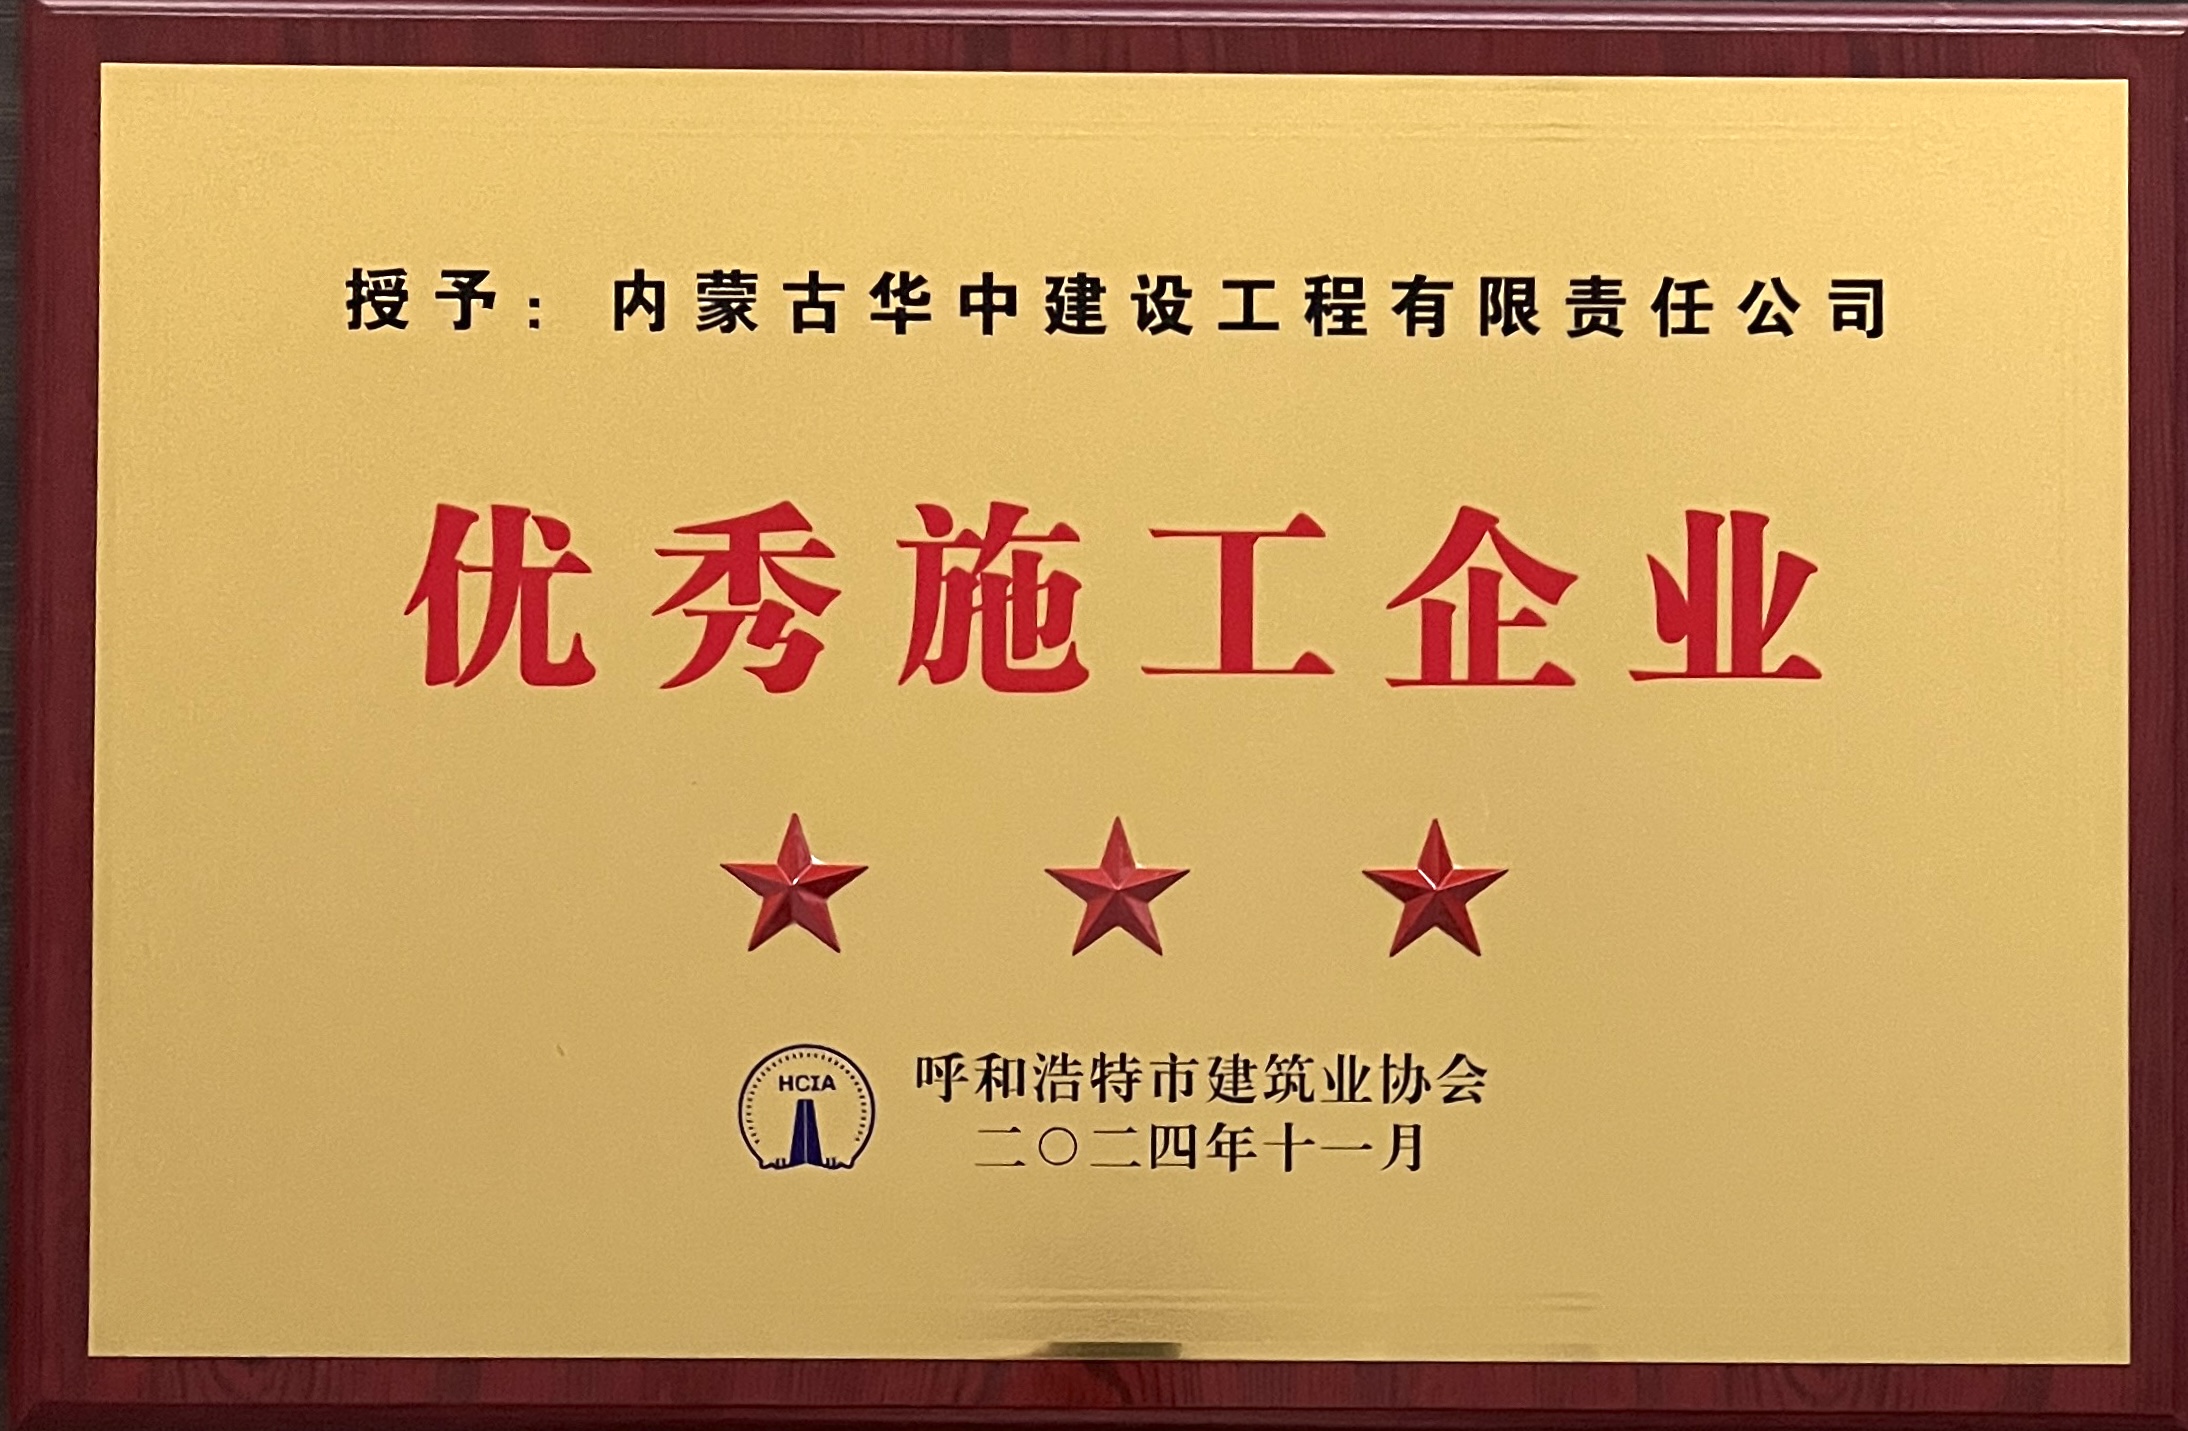 授予：内蒙古华中建设工程有限责任公司
优秀施工企业
HCIA
呼和浩特市建筑业协会
二〇二四年十一月